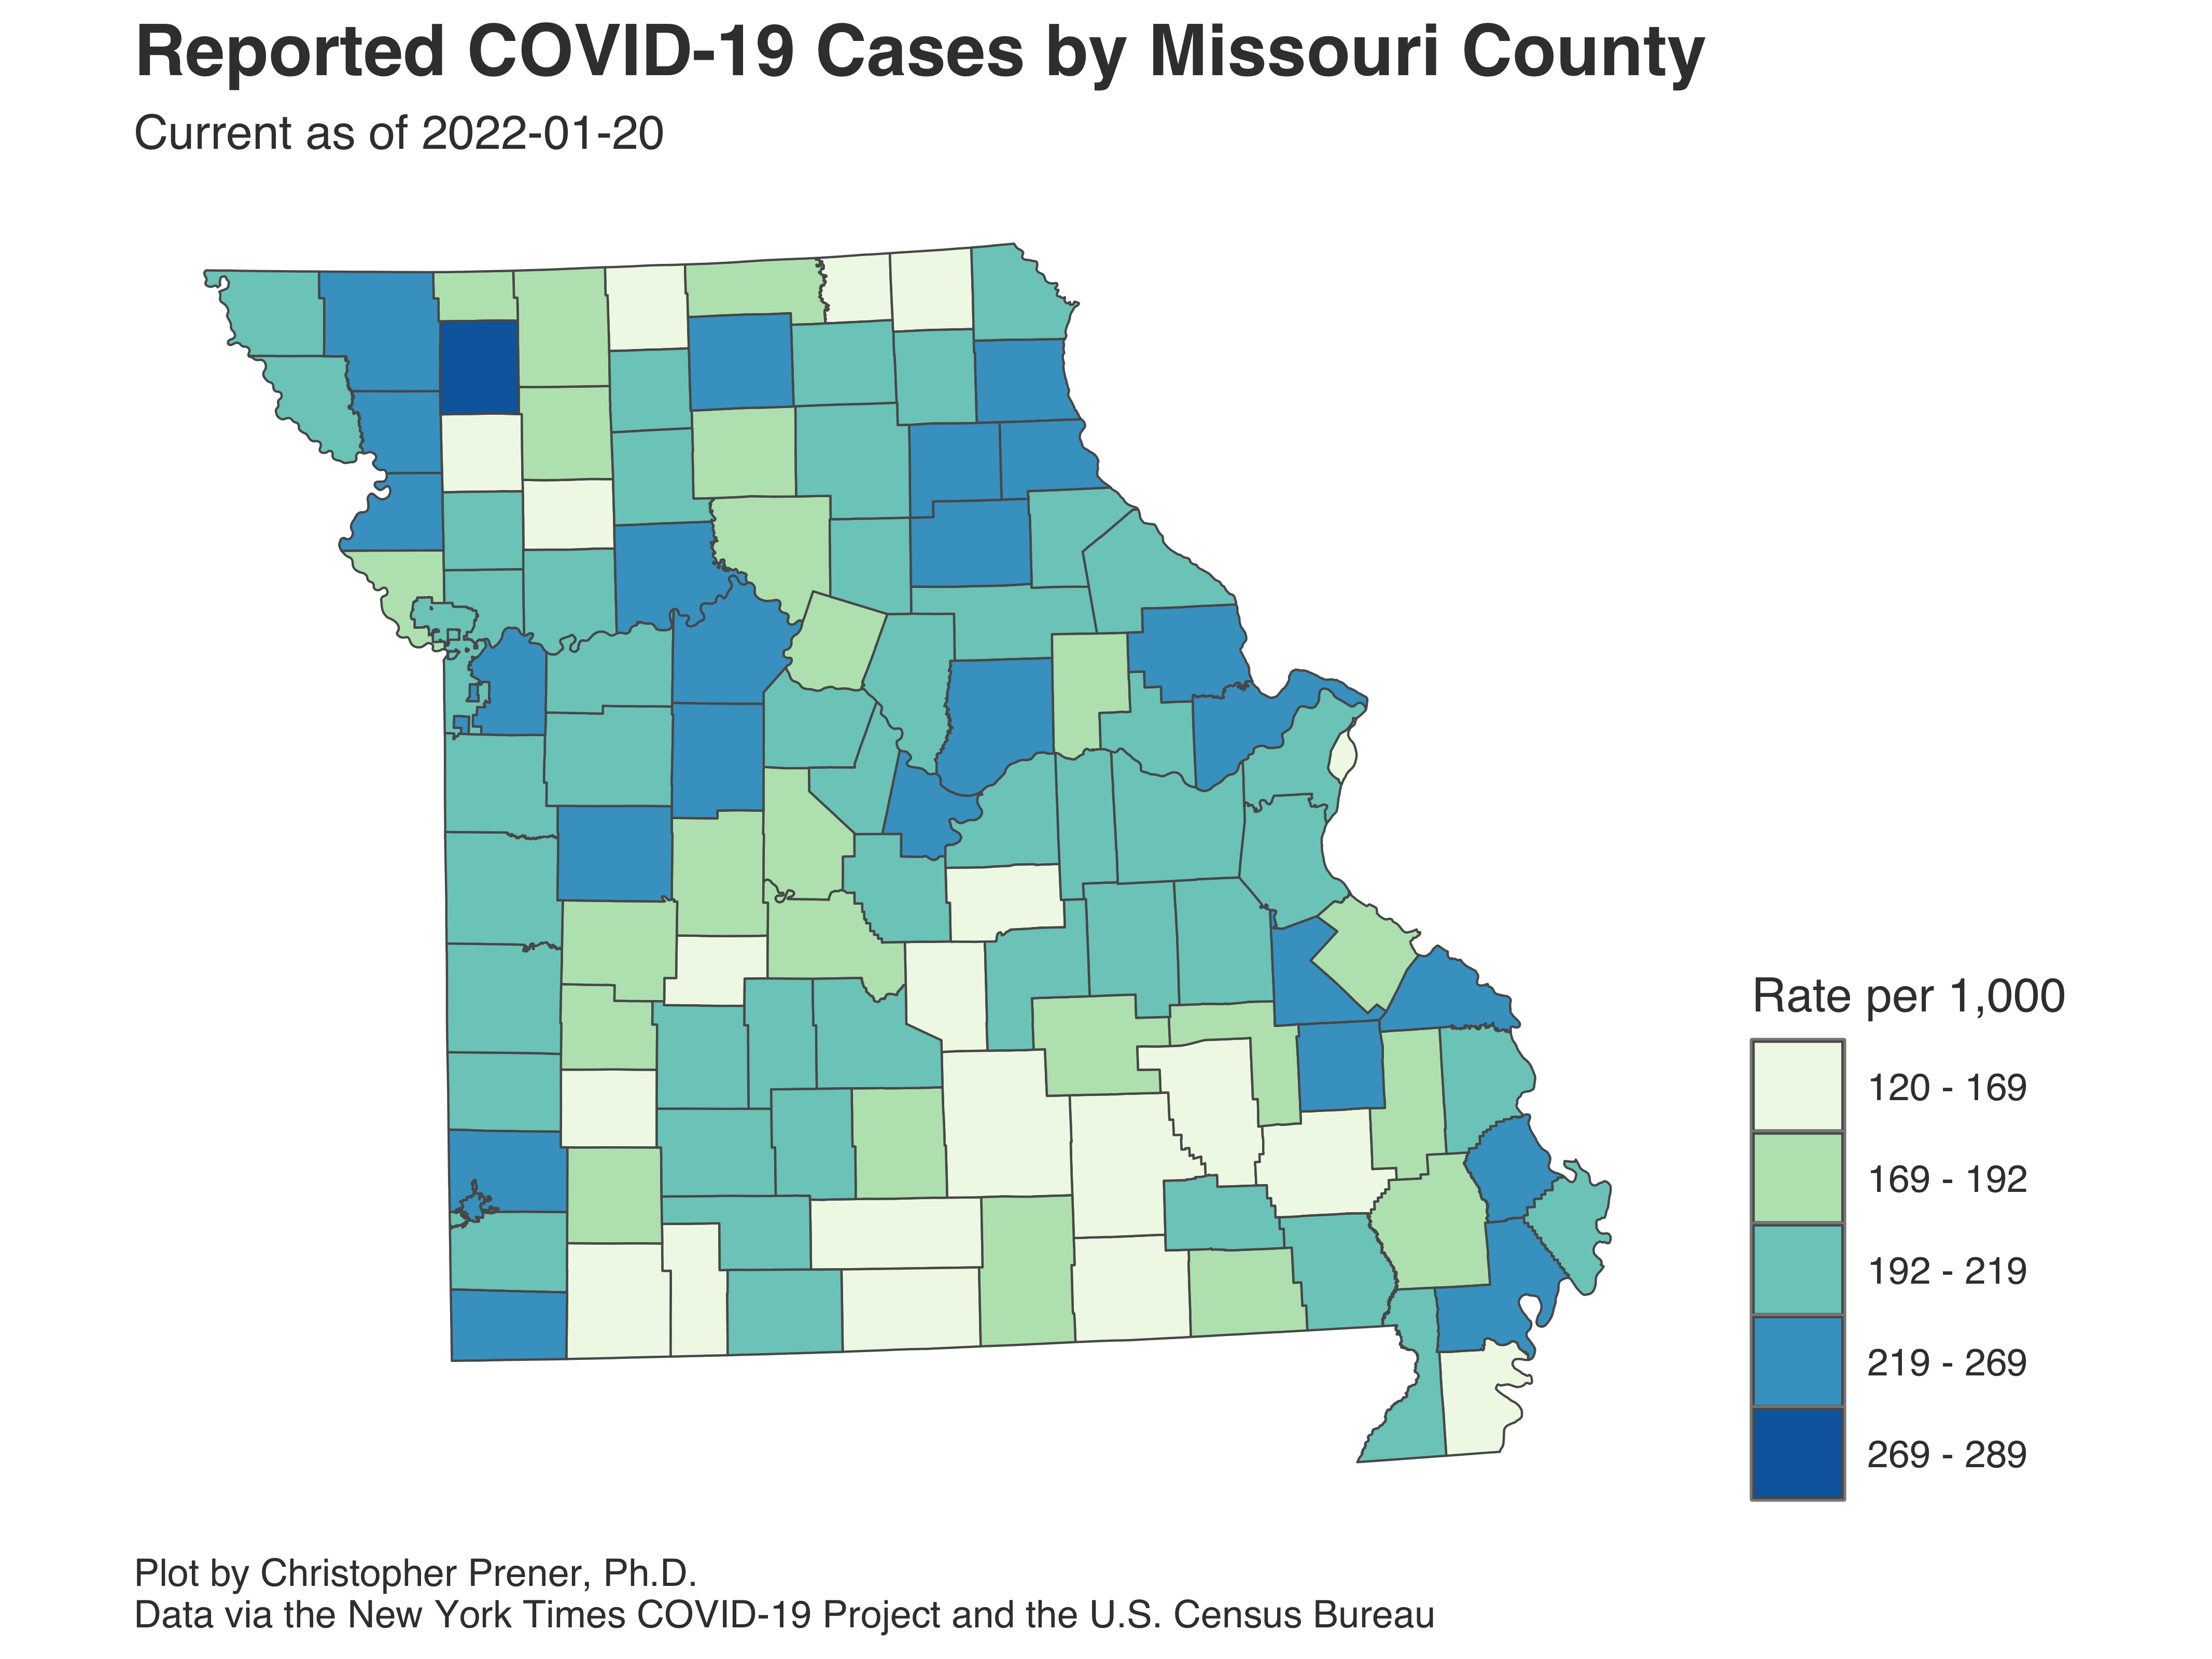 Reported COVID-19 Cases by Missouri County
Current as of 2022-01-20
Rate per 1,000
120 - 169
169 - 192
192 - 219
219 - 269
269 - 289
Plot by Christopher Prener, Ph.D.
Data via the New York Times COVID-19 Project and the U.S. Census Bureau